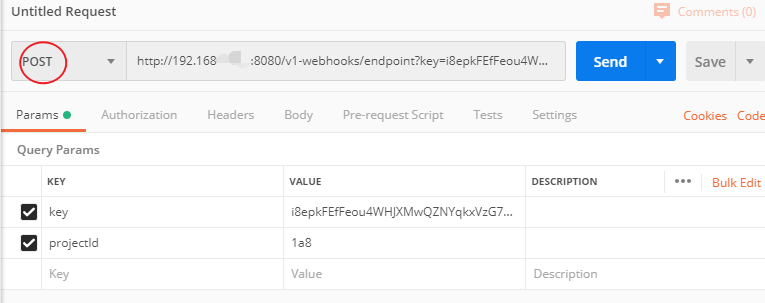 Untitled Request
Comments (0)
POST
http://192.168 :8080/v1-webhooks/endpoint?key=i8epkFEfFeou4W...
Send
Save
Params
Authorization
Headers
Body
Pre-request Script
Tests
Settings
Cookies
Code
Query Params
KEY
VALUE
DESCRIPTION
Bulk Edit
key
i8epkFEfFeou4WHJXMwQZNYqkxVzG7...
projectId
1a8
Key
Value
Description